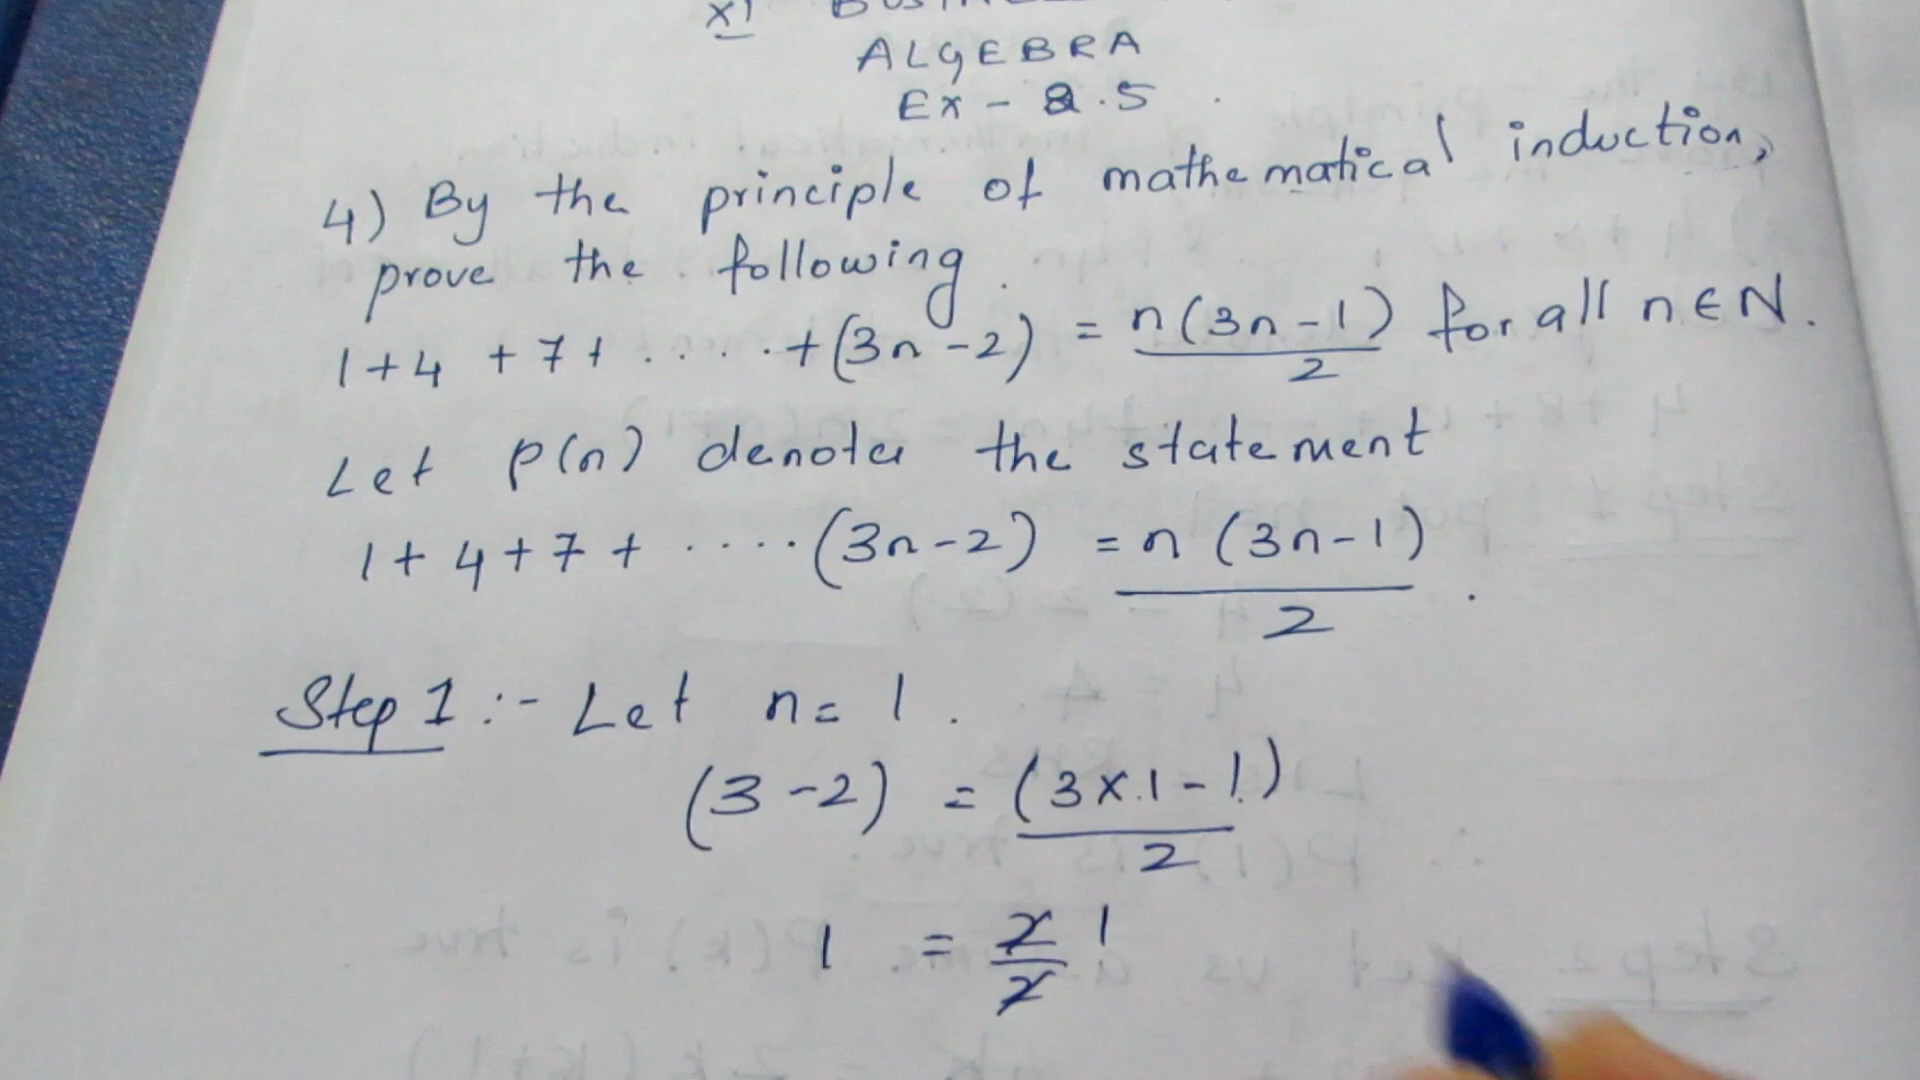 XI
ALGEBRA
Ex - 2.5
4) By the principle of mathematical induction,
prove the following.
1 + 4 + 7 + ..... + (3n - 2) = n(3n - 1)/2 for all n ∈ N.
Let P(n) denote the statement
1 + 4 + 7 + ..... (3n - 2) = n (3n - 1)/2 .
Step 1 :- Let n = 1 .
(3 - 2) = (3 × 1 - 1)/2
1 = 2/2 1